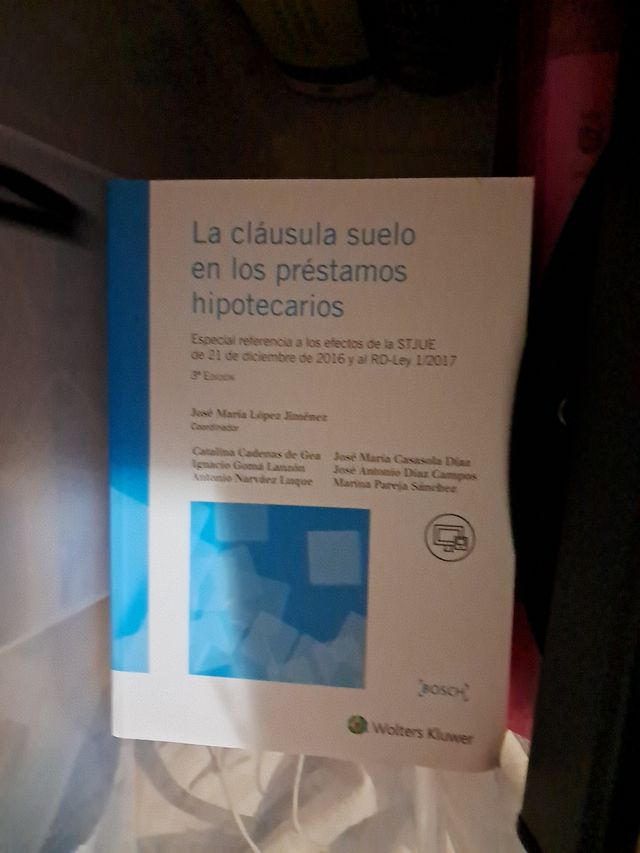 La cláusula suelo
en los préstamos
hipotecarios
Especial referencia a los efectos de la STJUE
de 21 de diciembre de 2016 y al RD-Ley 1/2017
3ª Edición
José María López Jiménez
Coordinador
Catalina Cadenas de Gea
Ignacio Gomá Lanzón
Antonio Narváez Luque
José María Casasola Díaz
José Antonio Díaz Campos
Marina Pareja Sánchez
BOSCH
Wolters Kluwer